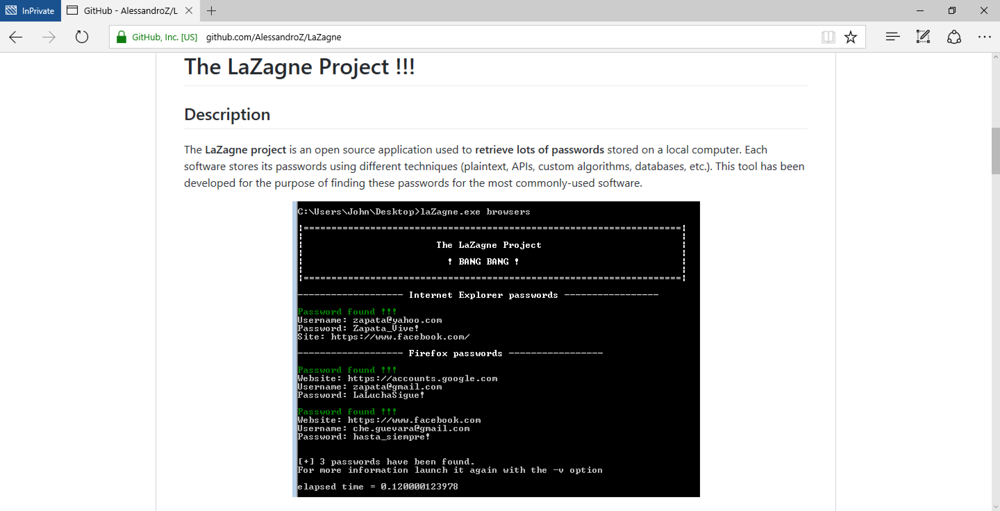 InPrivate
GitHub - AlessandroZ/L
GitHub, Inc. [US]
github.com/AlessandroZ/LaZagne
The LaZagne Project !!!
Description
The LaZagne project is an open source application used to retrieve lots of passwords stored on a local computer. Each
software stores its passwords using different techniques (plaintext, APIs, custom algorithms, databases, etc.). This tool has been
developed for the purpose of finding these passwords for the most commonly-used software.
C:\Users\John\Desktop>laZagne.exe browsers
|====================================================================|
The LaZagne Project
! BANG BANG !
|====================================================================|
------------------- Internet Explorer passwords -----------------
Password found !!!
Username: zapata@yahoo.com
Password: Zapata_Vive!
Site: https://www.facebook.com/
------------------- Firefox passwords -----------------
Password found !!!
Website: https://accounts.google.com
Username: zapata@gmail.com
Password: LaLuchaSigue!
Password found !!!
Website: https://www.facebook.com
Username: che.guevara@gmail.com
Password: hasta_siempre!
[+] 3 passwords have been found.
For more information launch it again with the -v option
elapsed time = 0.120000123978